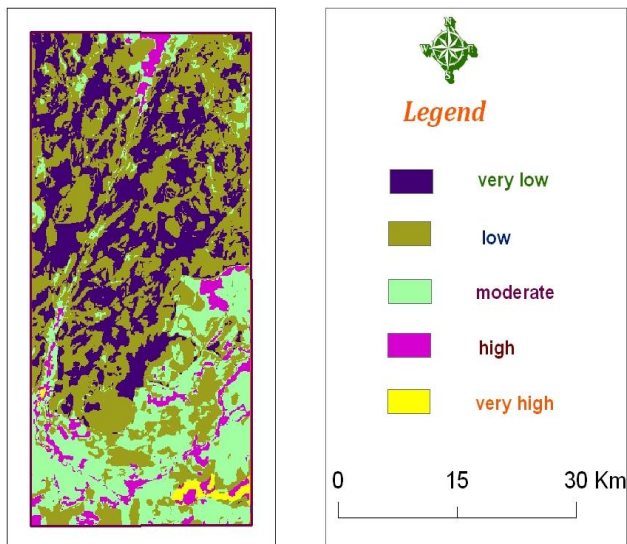 N
W E
S
Legend
very low
low
moderate
high
very high
0 15 30 Km